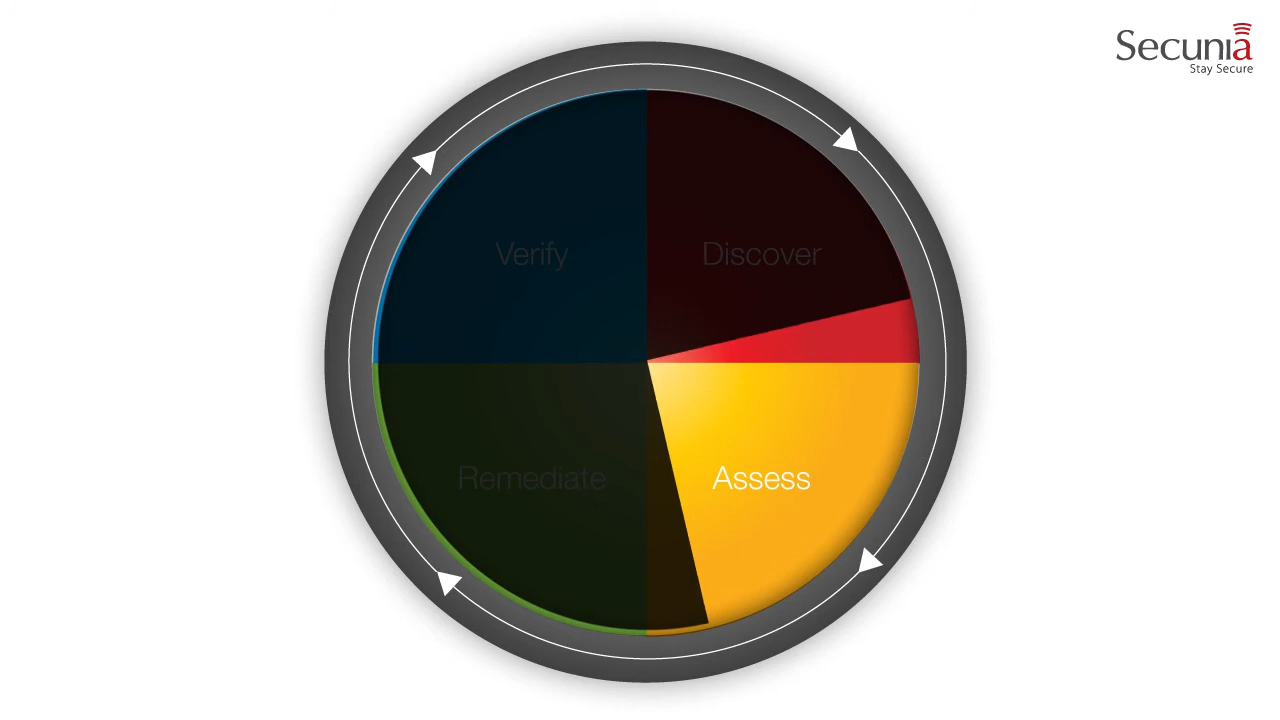 Secunia
Stay Secure
Verify
Discover
Remediate
Assess